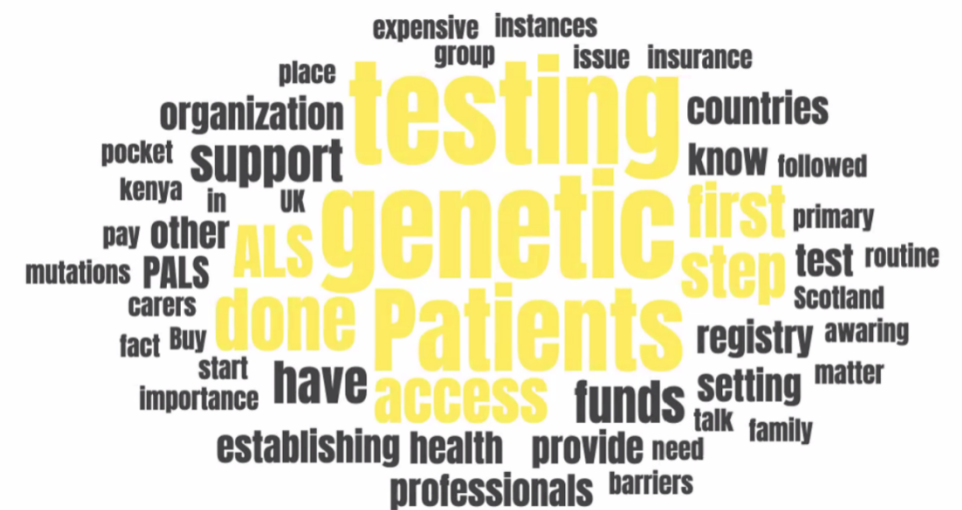 expensive instances
group issue insurance
place testing
organization countries
pocket support know followed
kenya in UK genetic first primary
pay other ALS step test routine
mutations PALS Scotland
carers done Patients
fact Buy registry awaring
start have access funds setting matter
importance talk family
establishing health provide need
professionals barriers